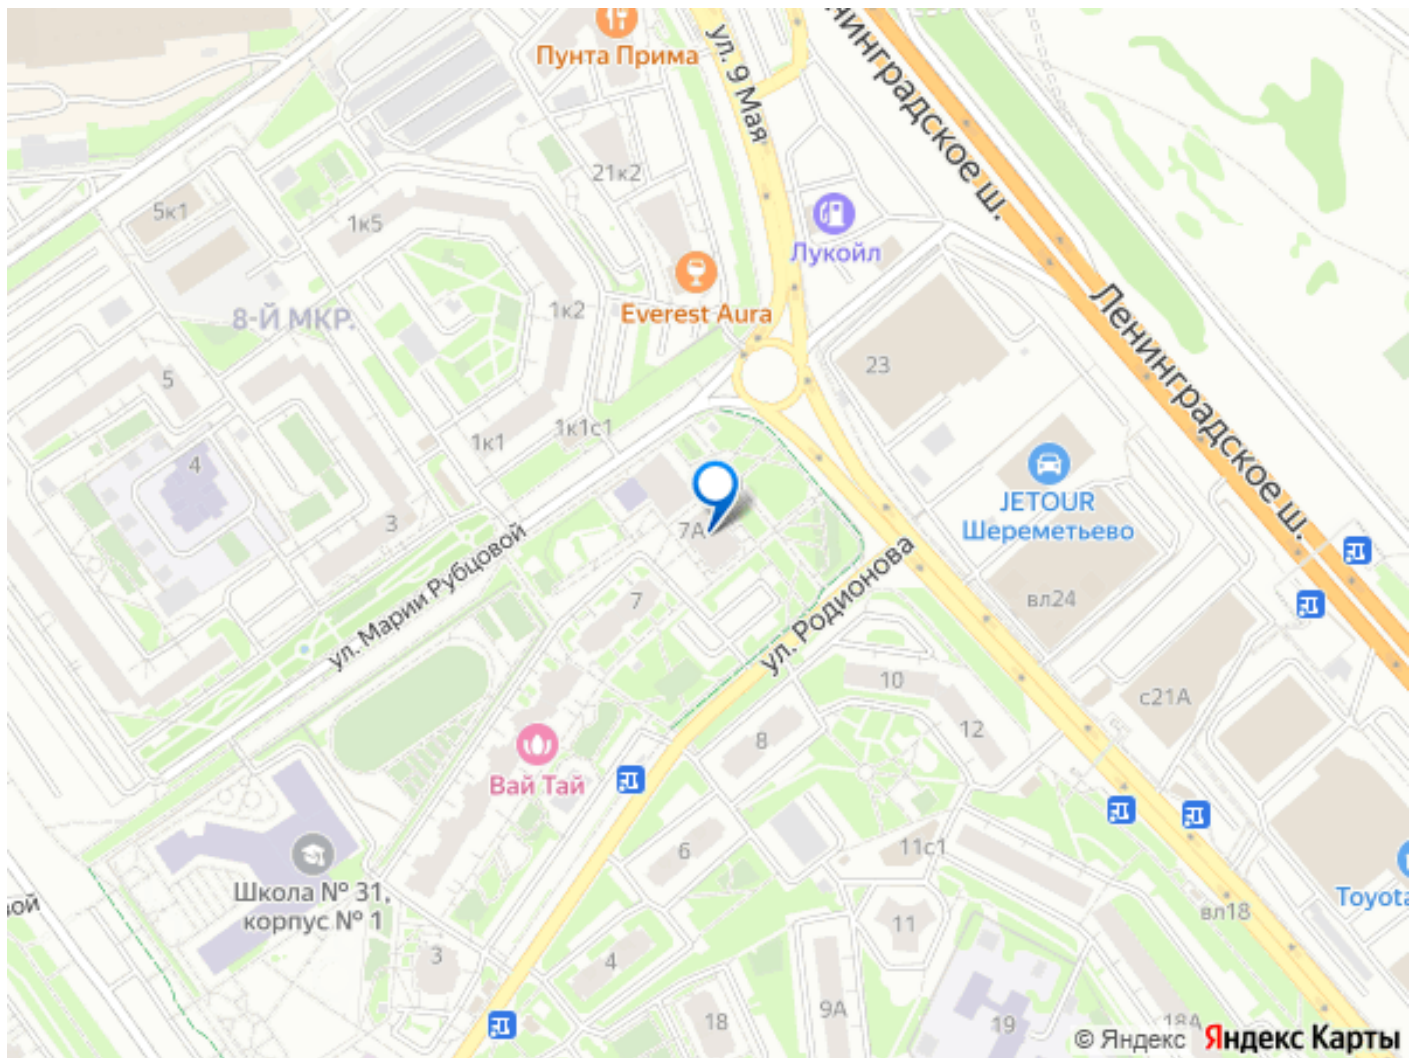 Пунта Прима
ул. 9 Мая
нинградское ш.
21к2
5к1
1к5
Лукойл
8-Й МКР.
1к2
Everest Aura
Ленинградское ш.
23
5
1к1
1к1с1
4
3
7А
JETOUR
Шереметьево
ул. Марии Рубцовой
ул. Родионова
7
вл24
10
с21А
12
8
Вай Тай
6
11с1
Школа № 31,
корпус № 1
Toyota
ой
вл18
11
3
4
9А
18
19
18А
© Яндекс Яндекс Карты